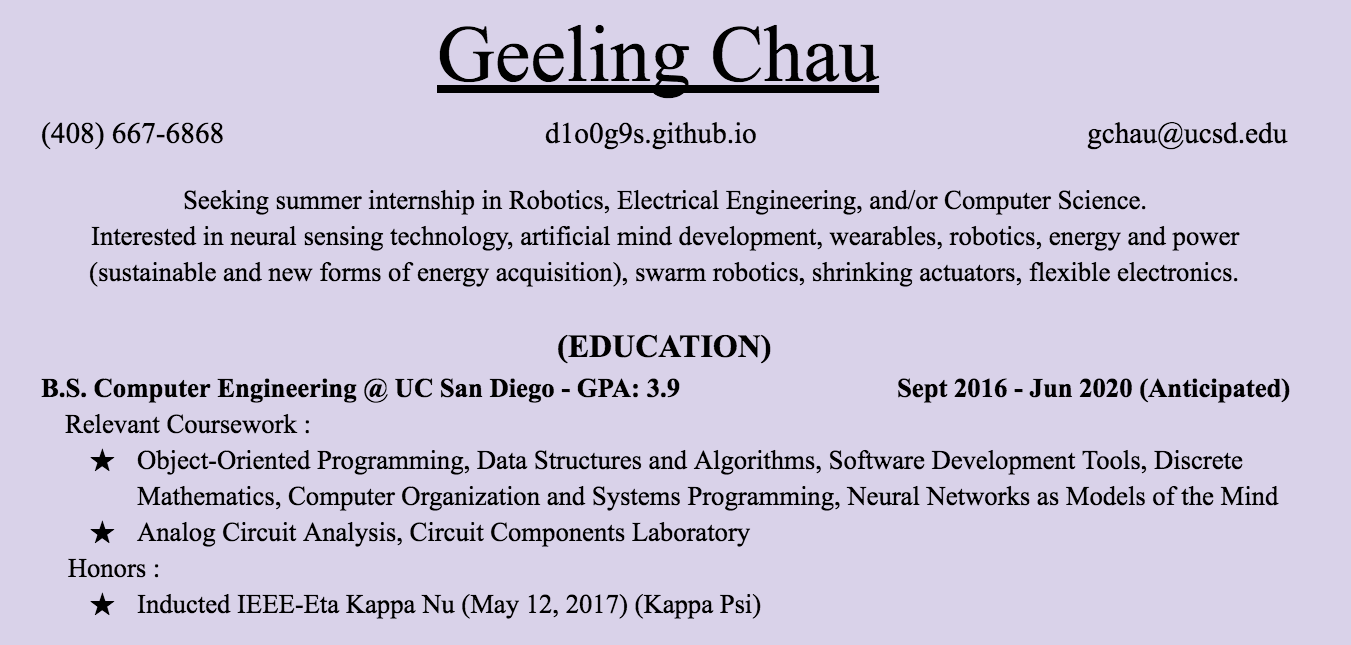 Geeling Chau
(408) 667-6868 d1o0g9s.github.io gchau@ucsd.edu
Seeking summer internship in Robotics, Electrical Engineering, and/or Computer Science.
Interested in neural sensing technology, artificial mind development, wearables, robotics, energy and power
(sustainable and new forms of energy acquisition), swarm robotics, shrinking actuators, flexible electronics.
(EDUCATION)
B.S. Computer Engineering @ UC San Diego - GPA: 3.9 Sept 2016 - Jun 2020 (Anticipated)
Relevant Coursework :
★ Object-Oriented Programming, Data Structures and Algorithms, Software Development Tools, Discrete
Mathematics, Computer Organization and Systems Programming, Neural Networks as Models of the Mind
★ Analog Circuit Analysis, Circuit Components Laboratory
Honors :
★ Inducted IEEE-Eta Kappa Nu (May 12, 2017) (Kappa Psi)